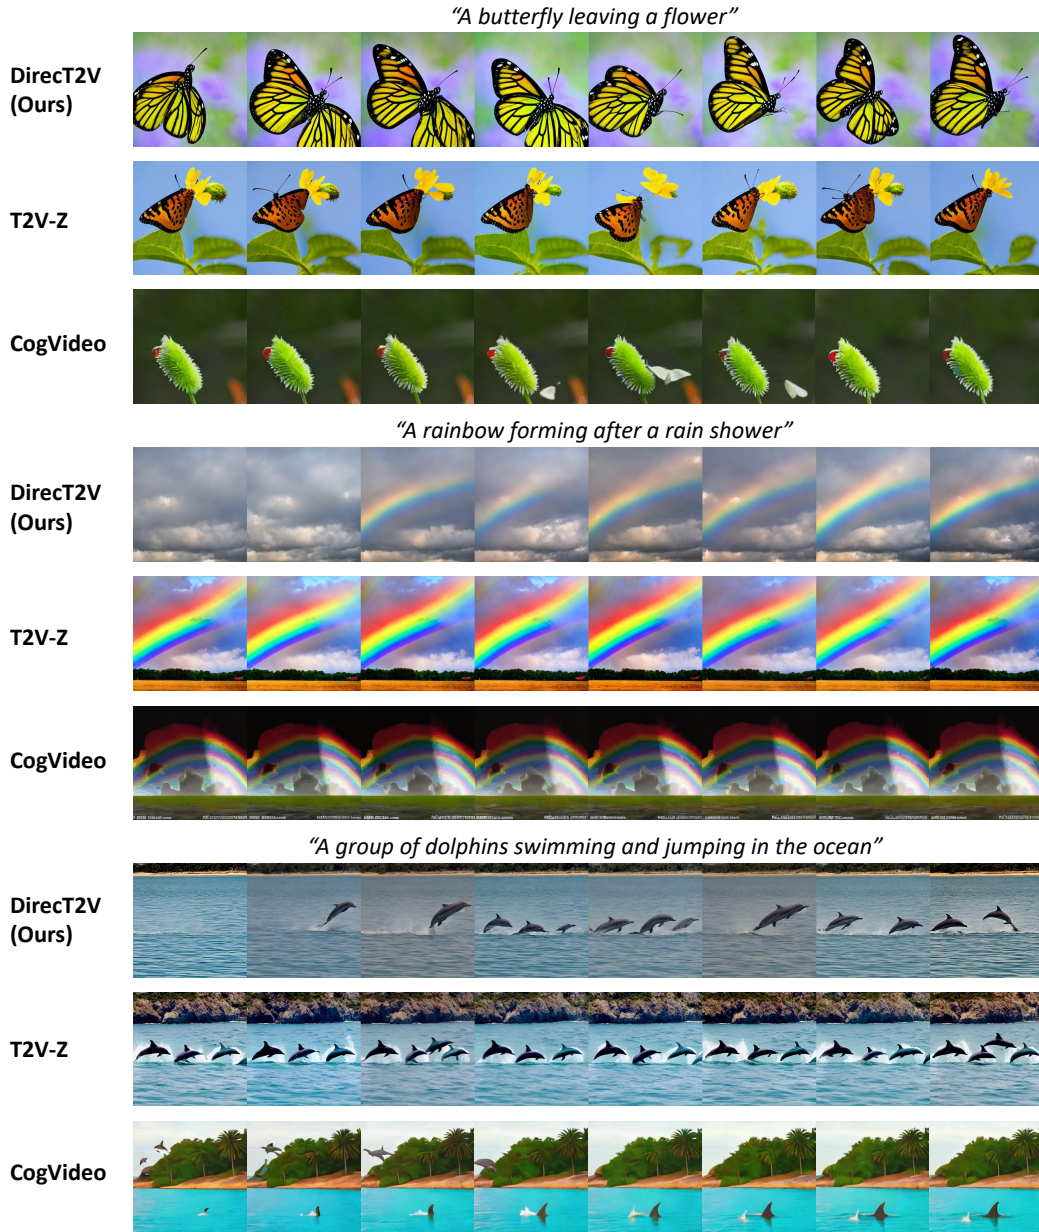 "A butterfly leaving a flower"
DirecT2V
(Ours)
T2V-Z
CogVideo
"A rainbow forming after a rain shower"
DirecT2V
(Ours)
T2V-Z
CogVideo
"A group of dolphins swimming and jumping in the ocean"
DirecT2V
(Ours)
T2V-Z
CogVideo